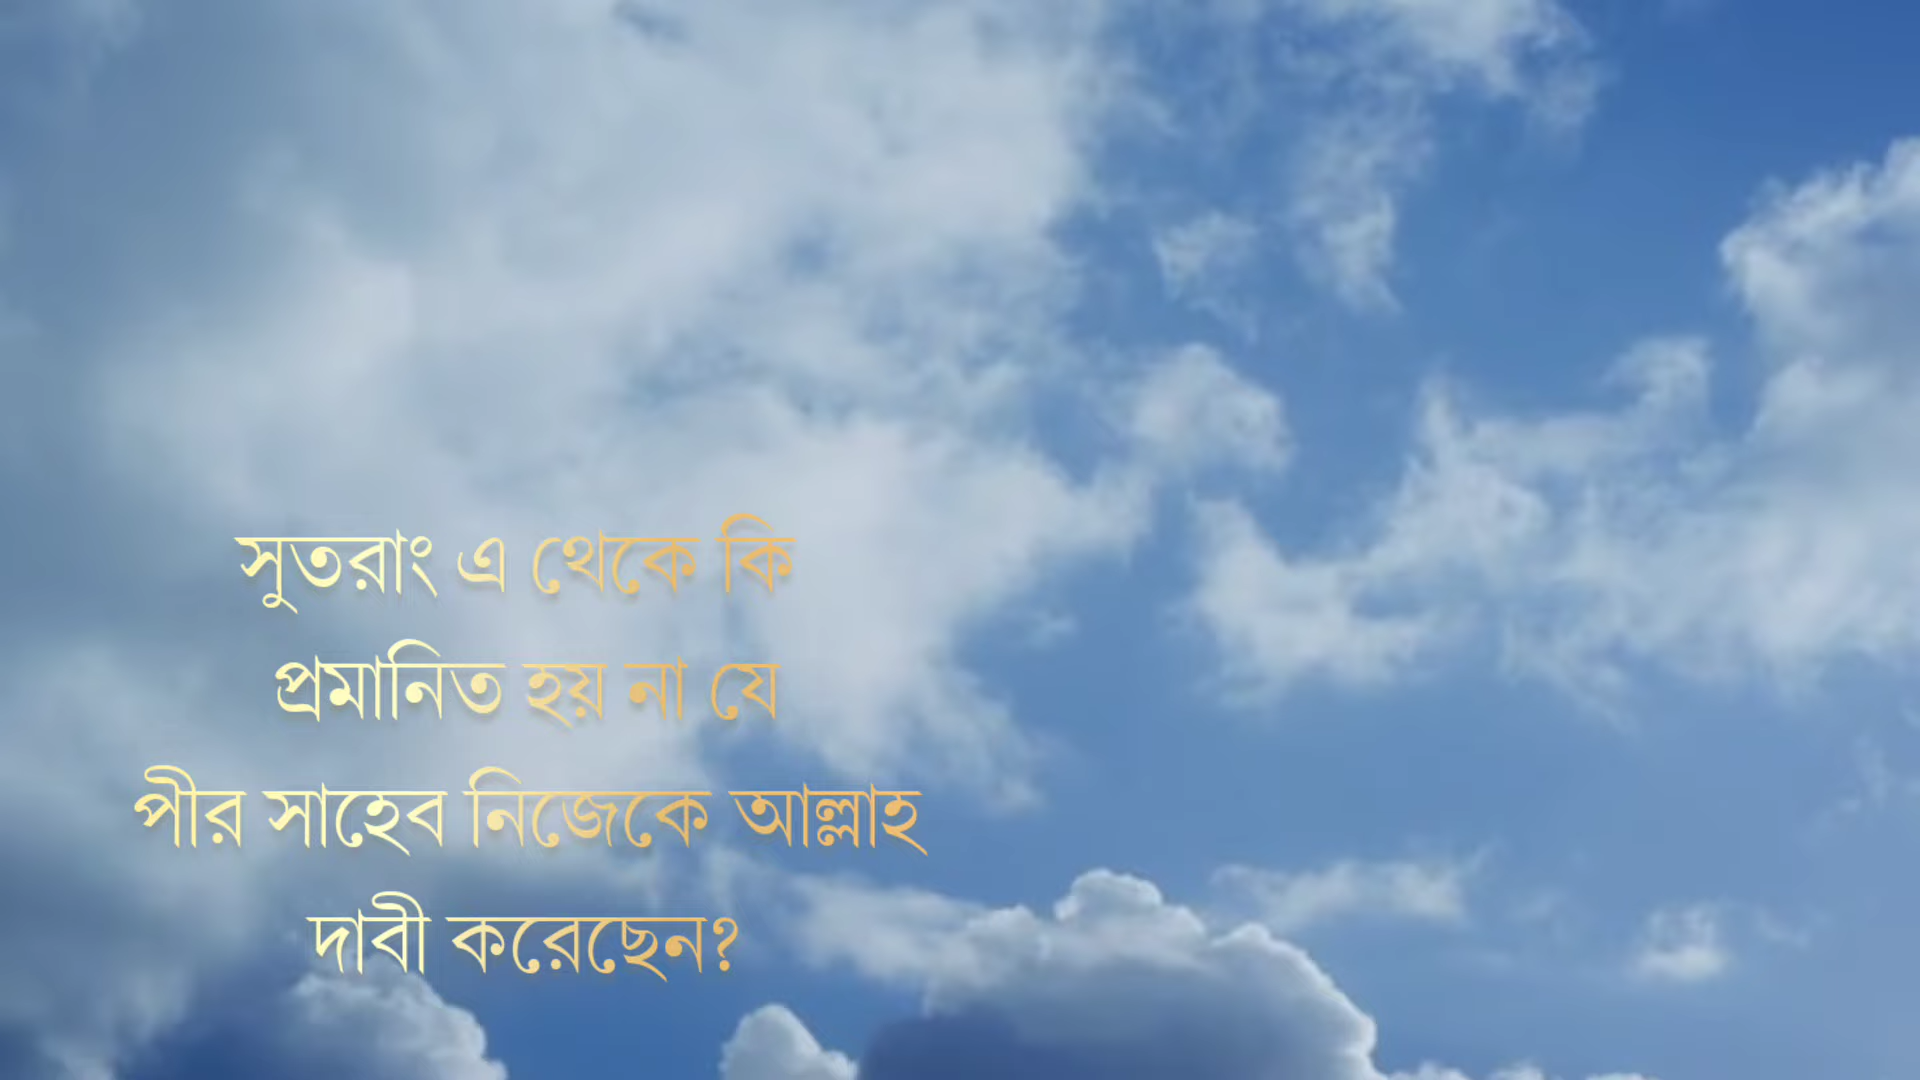 সুতরাং এ থেকে কি
প্রমানিত হয় না যে
পীর সাহেব নিজেকে আল্লাহ
দাবী করেছেন?